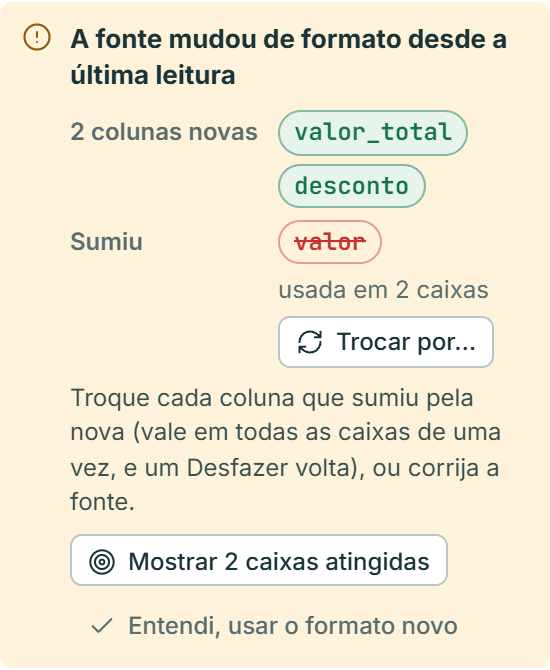 A fonte mudou de formato desde a
última leitura
2 colunas novas valor_total
desconto
Sumiu valor
usada em 2 caixas
Trocar por...
Troque cada coluna que sumiu pela
nova (vale em todas as caixas de uma
vez, e um Desfazer volta), ou corrija a
fonte.
Mostrar 2 caixas atingidas
Entendi, usar o formato novo